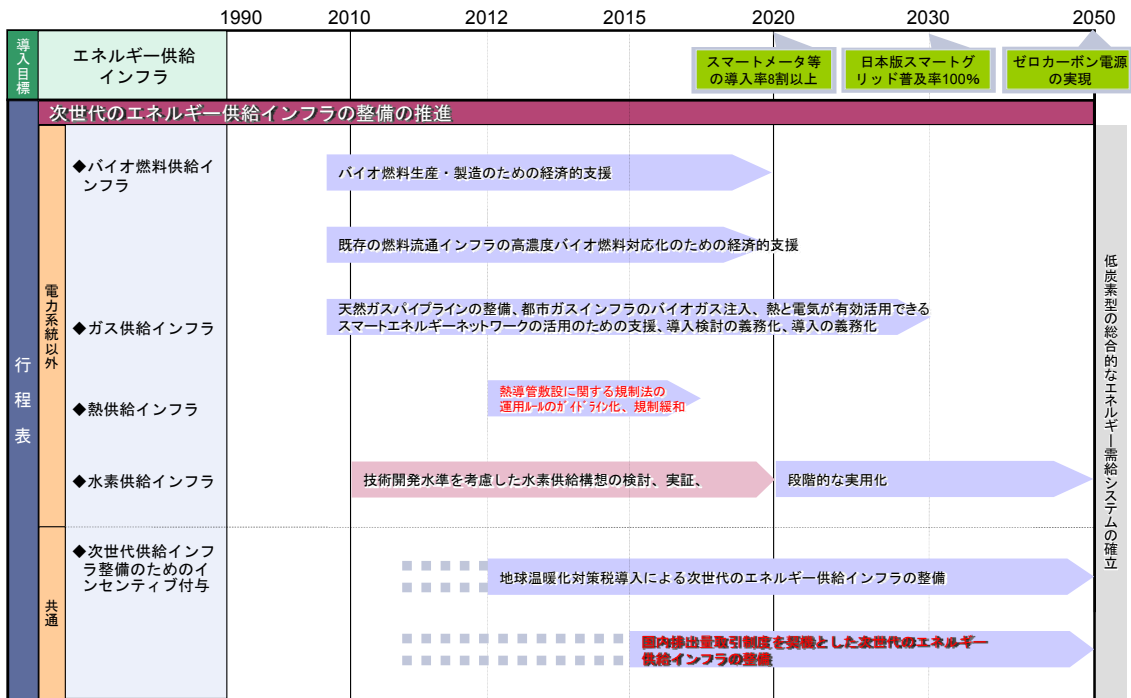 1990 2010 2012 2015 2020 2030 2050
導入目標
エネルギー供給
インフラ
スマートメータ等
の導入率8割以上
日本版スマートグ
リッド普及率100%
ゼロカーボン電源
の実現
行程表
次世代のエネルギー供給インフラの整備の推進
電力系統以外
◆バイオ燃料供給イ
ンフラ
バイオ燃料生産・製造のための経済的支援
既存の燃料流通インフラの高濃度バイオ燃料対応化のための経済的支援
◆ガス供給インフラ
天然ガスパイプラインの整備、都市ガスインフラのバイオガス注入、熱と電気が有効活用できる
スマートエネルギーネットワークの活用のための支援、導入検討の義務化、導入の義務化
◆熱供給インフラ
熱導管敷設に関する規制法の
運用ルールのガイドライン化、規制緩和
◆水素供給インフラ
技術開発水準を考慮した水素供給構想の検討、実証、
段階的な実用化
共通
◆次世代供給インフ
ラ整備のためのイ
ンセンティブ付与
地球温暖化対策税導入による次世代のエネルギー供給インフラの整備
国内排出量取引制度を契機とした次世代のエネルギー
供給インフラの整備
低炭素型の総合的なエネルギー需給システムの確立